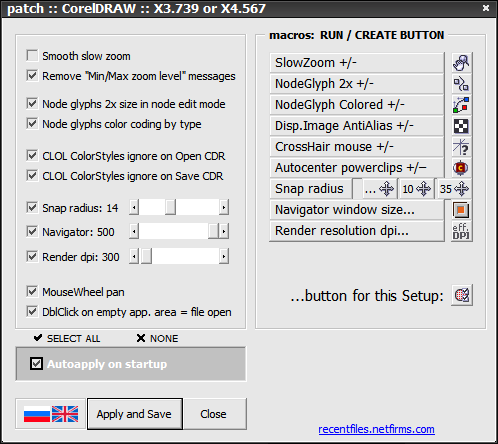 patch :: CorelDRAW :: X3.739 or X4.567
Smooth slow zoom
Remove "Min/Max zoom level" messages
Node glyphs 2x size in node edit mode
Node glyphs color coding by type
CLOL ColorStyles ignore on Open CDR
CLOL ColorStyles ignore on Save CDR
Snap radius: 14
Navigator: 500
Render dpi: 300
MouseWheel pan
DblClick on empty app. area = file open
SELECT ALL NONE
Autoapply on startup
Apply and Save
Close
macros: RUN / CREATE BUTTON
SlowZoom +/-
NodeGlyph 2x +/-
NodeGlyph Colored +/-
Disp.Image AntiAlias +/-
CrossHair mouse +/-
Autocenter powerclips +/-
Snap radius ... 10 35
Navigator window size...
Render resolution dpi... eff. DPI
...button for this Setup:
recentfiles.netfirms.com